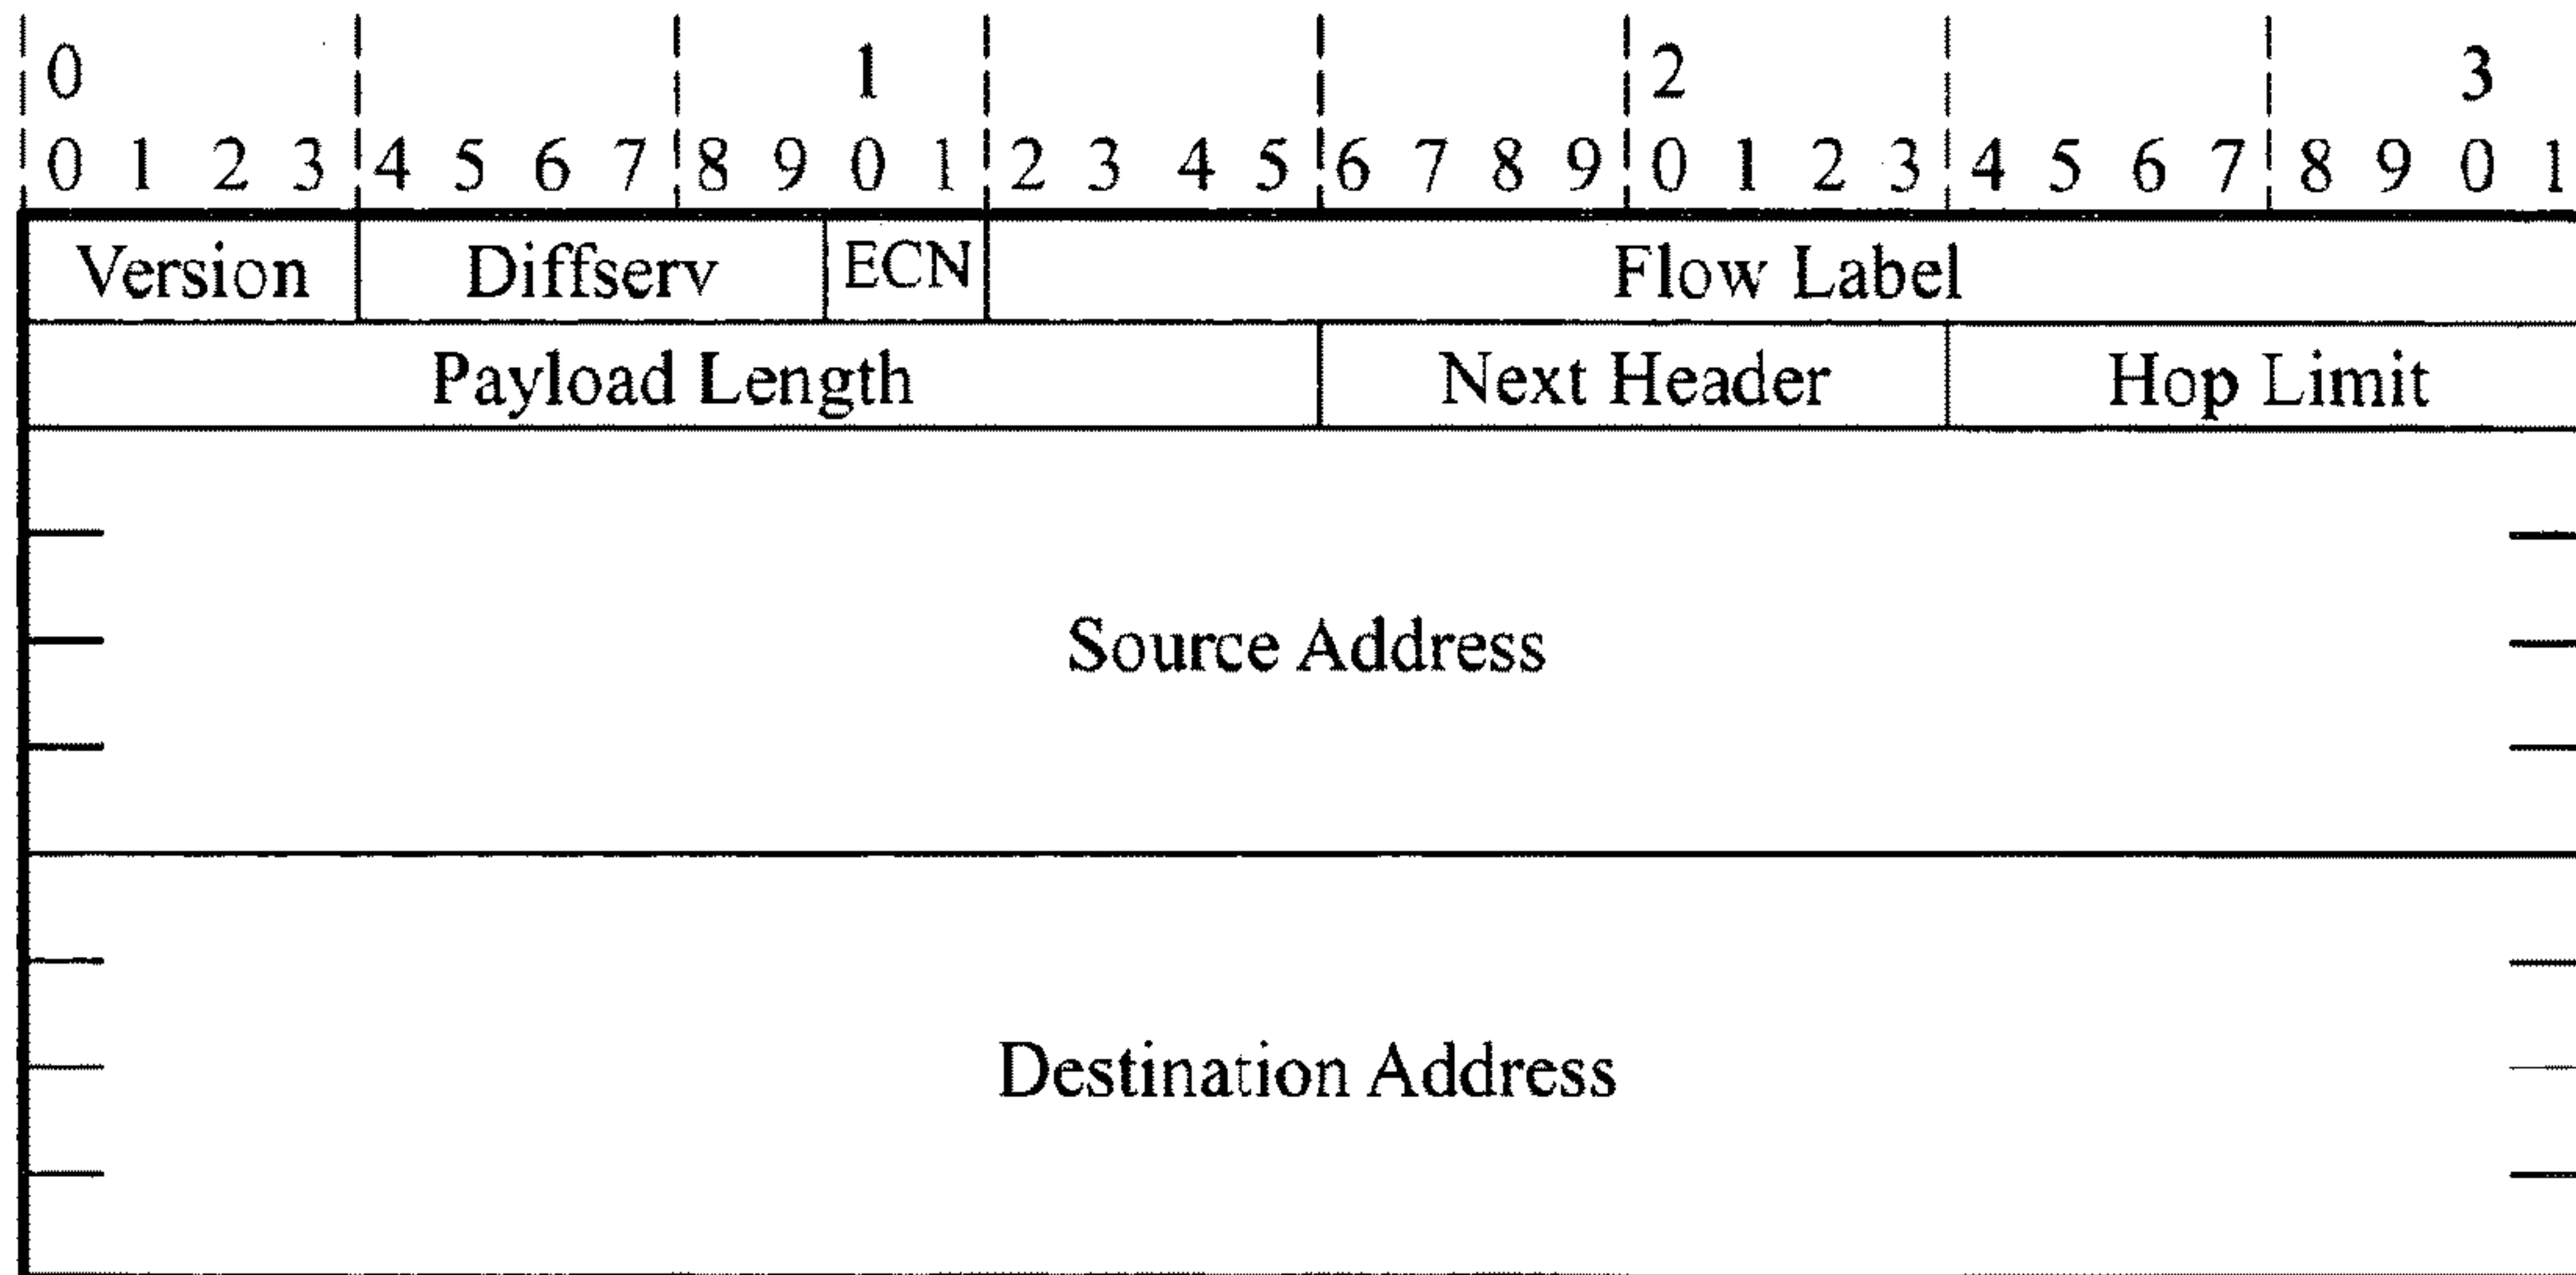 0 1 2 3
0 1 2 3 4 5 6 7 8 9 0 1 2 3 4 5 6 7 8 9 0 1 2 3 4 5 6 7 8 9 0 1
Version Diffserv ECN Flow Label
Payload Length Next Header Hop Limit
Source Address
Destination Address